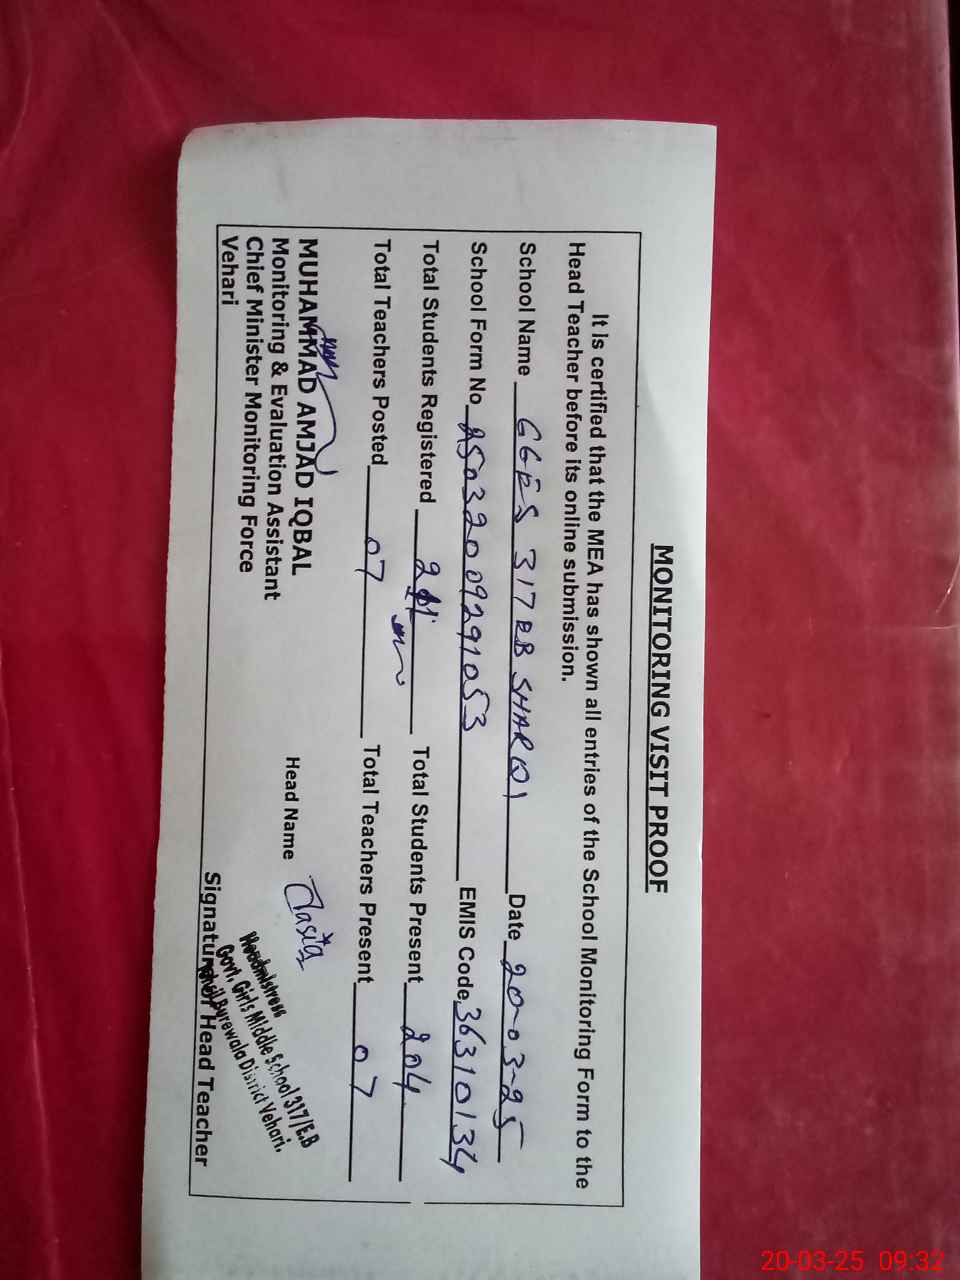 MONITORING VISIT PROOF
It Is certified that the MEA has shown all entries of the School Monitoring Form to the
Head Teacher before its online submission.
School Name GGES 317 EB SHARQI Date 20-03-25
School Form No 25032009291053 EMIS Code 36310134
Total Students Registered Total Students Present 204
Total Teachers Posted 07 Total Teachers Present 07
MUHAMMAD AMJAD IQBAL
Monitoring & Evaluation Assistant
Chief Minister Monitoring Force
Vehari
Head Name
Headmistress
Govt. Girls Middle School 317/E.B
Burewala District Vehari.
Signature of Head Teacher
20-03-25 09:32